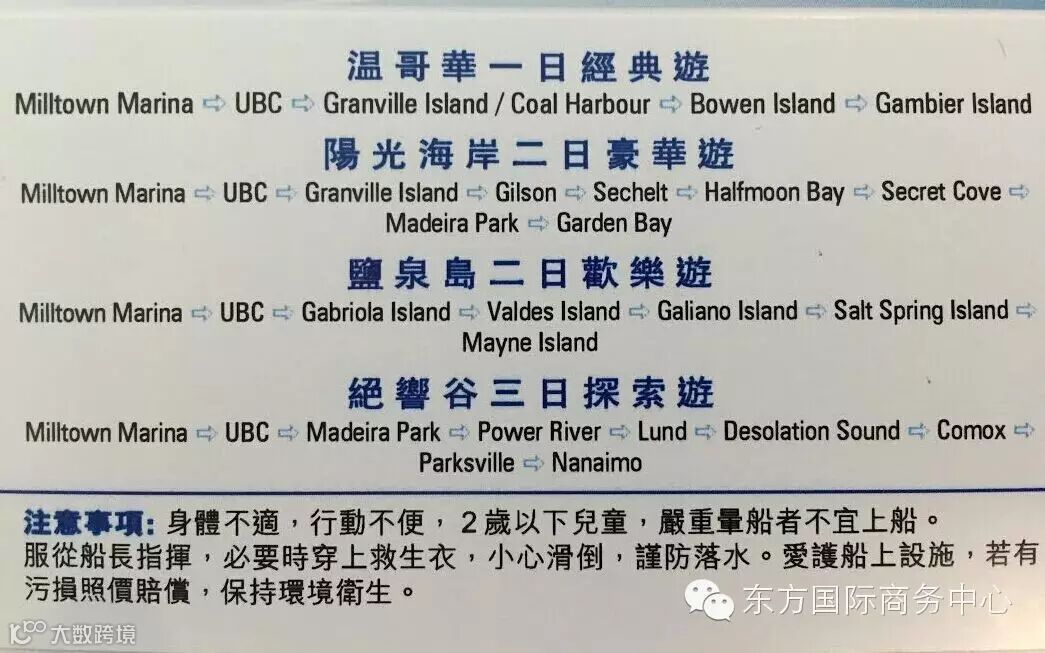 温哥華一日經典遊
Milltown Marina ⇨ UBC ⇨ Granville Island / Coal Harbour ⇨ Bowen Island ⇨ Gambier Island
陽光海岸二日豪華遊
Milltown Marina ⇨ UBC ⇨ Granville Island ⇨ Gilson ⇨ Sechelt ⇨ Halfmoon Bay ⇨ Secret Cove ⇨
Madeira Park ⇨ Garden Bay
鹽泉島二日歡樂遊
Milltown Marina ⇨ UBC ⇨ Gabriola Island ⇨ Valdes Island ⇨ Galiano Island ⇨ Salt Spring Island ⇨
Mayne Island
絕響谷三日探索遊
Milltown Marina ⇨ UBC ⇨ Madeira Park ⇨ Power River ⇨ Lund ⇨ Desolation Sound ⇨ Comox ⇨
Parksville ⇨ Nanaimo
注意事項: 身體不適，行動不便，2歲以下兒童，嚴重暈船者不宜上船。
服從船長指揮，必要時穿上救生衣，小心滑倒，謹防落水。愛護船上設施，若有
污損照價賠償，保持環境衛生。
东方国际商务中心
大数跨境